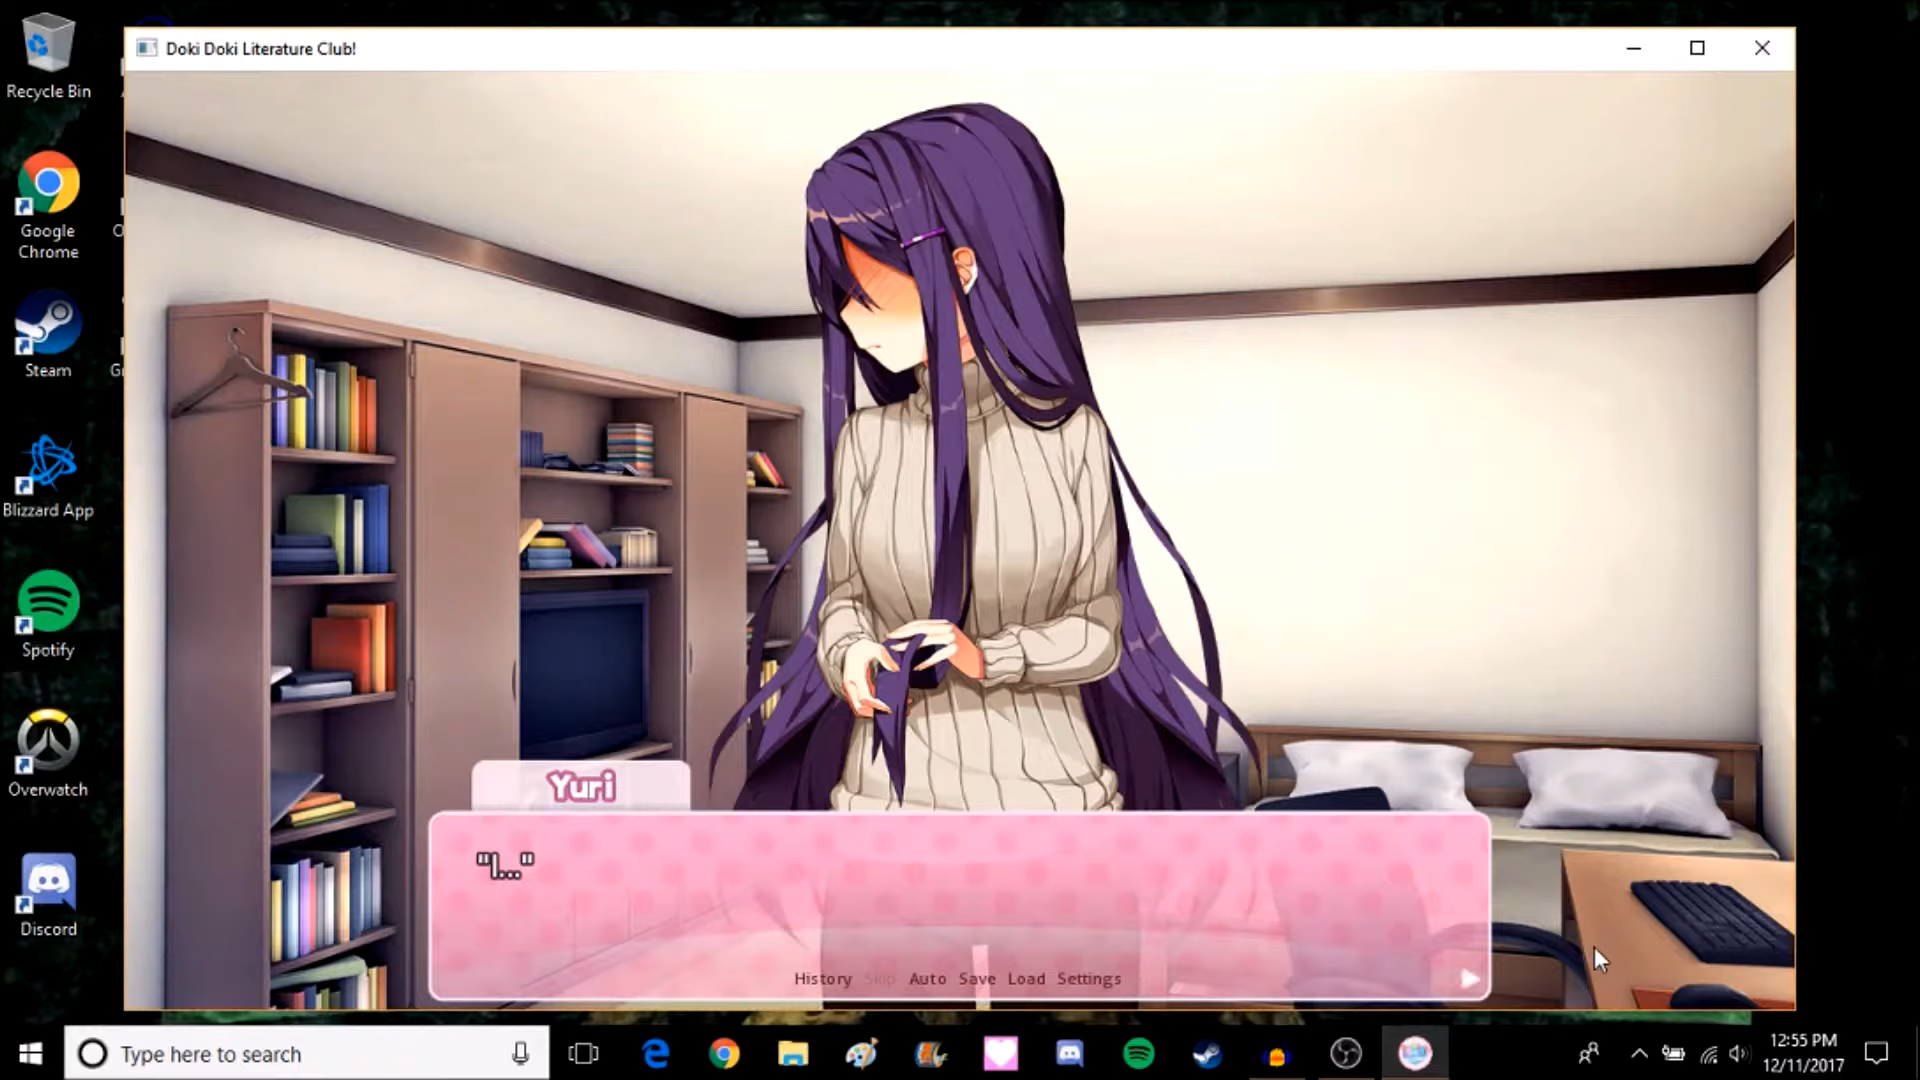 Doki Doki Literature Club!
Recycle Bin
Google
Chrome
Steam
Blizzard App
Spotify
Overwatch
Discord
Yuri
"I..."
History Skip Auto Save Load Settings
Type here to search
12:55 PM
12/11/2017